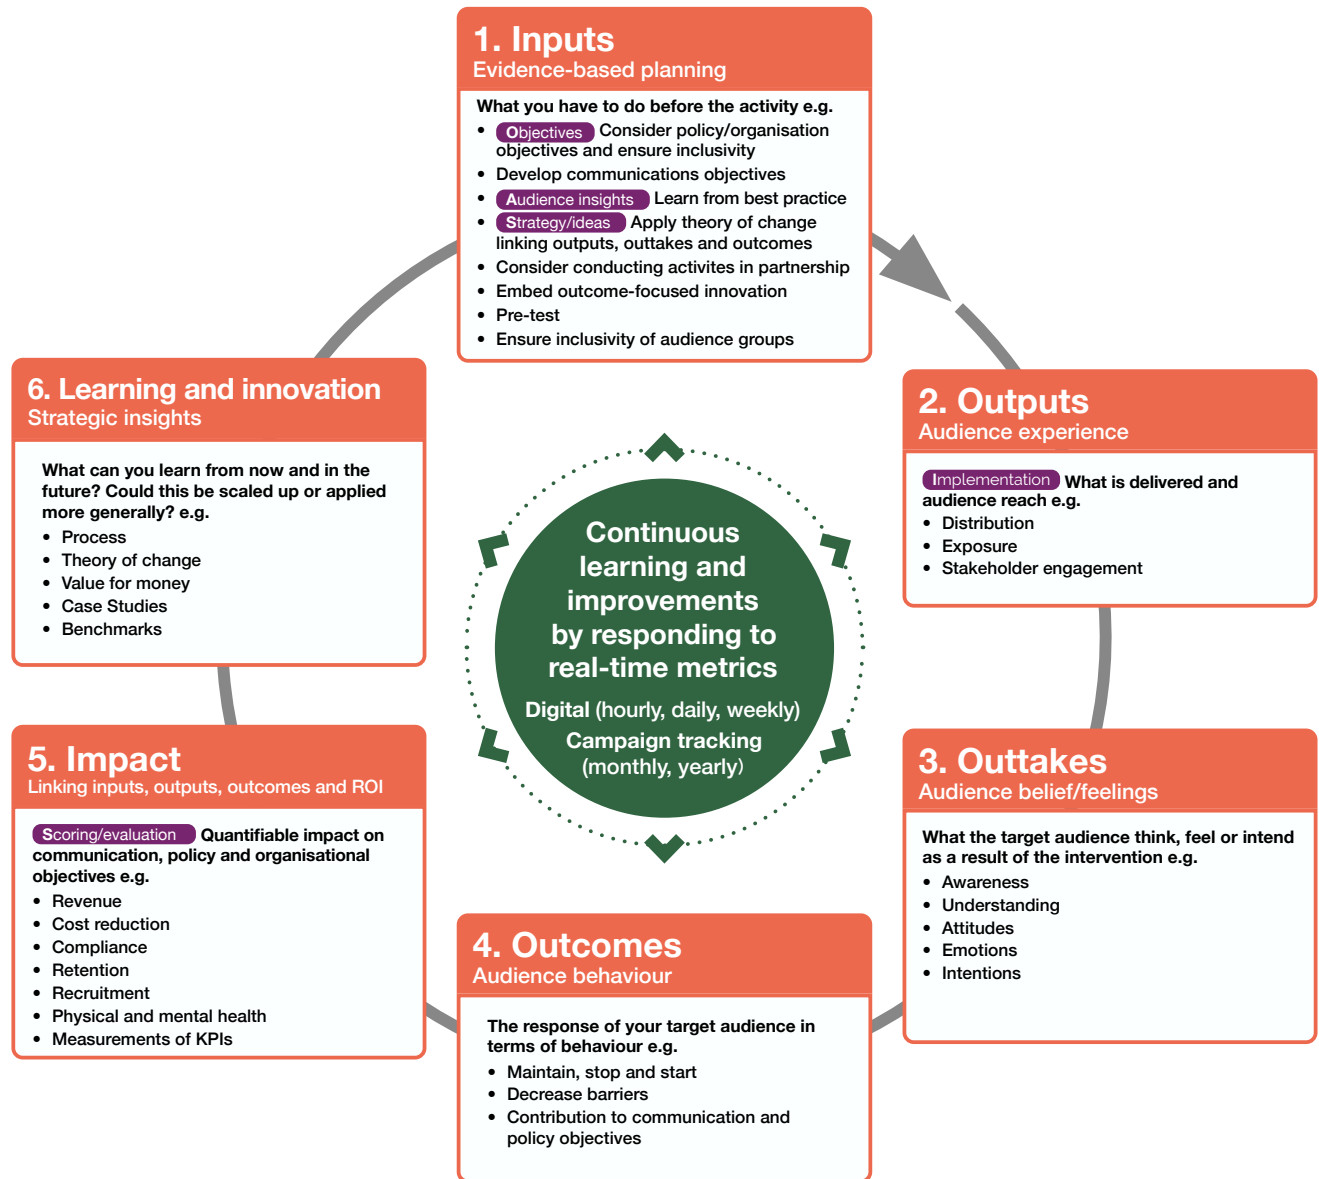 1. Inputs
Evidence-based planning
What you have to do before the activity e.g.
• Objectives Consider policy/organisation
objectives and ensure inclusivity
• Develop communications objectives
• Audience insights Learn from best practice
• Strategy/ideas Apply theory of change
linking outputs, outtakes and outcomes
• Consider conducting activites in partnership
• Embed outcome-focused innovation
• Pre-test
• Ensure inclusivity of audience groups
2. Outputs
Audience experience
Implementation What is delivered and
audience reach e.g.
• Distribution
• Exposure
• Stakeholder engagement
3. Outtakes
Audience belief/feelings
What the target audience think, feel or intend
as a result of the intervention e.g.
• Awareness
• Understanding
• Attitudes
• Emotions
• Intentions
4. Outcomes
Audience behaviour
The response of your target audience in
terms of behaviour e.g.
• Maintain, stop and start
• Decrease barriers
• Contribution to communication and
policy objectives
5. Impact
Linking inputs, outputs, outcomes and ROI
Scoring/evaluation Quantifiable impact on
communication, policy and organisational
objectives e.g.
• Revenue
• Cost reduction
• Compliance
• Retention
• Recruitment
• Physical and mental health
• Measurements of KPIs
6. Learning and innovation
Strategic insights
What can you learn from now and in the
future? Could this be scaled up or applied
more generally? e.g.
• Process
• Theory of change
• Value for money
• Case Studies
• Benchmarks
Continuous
learning and
improvements
by responding to
real-time metrics
Digital (hourly, daily, weekly)
Campaign tracking
(monthly, yearly)